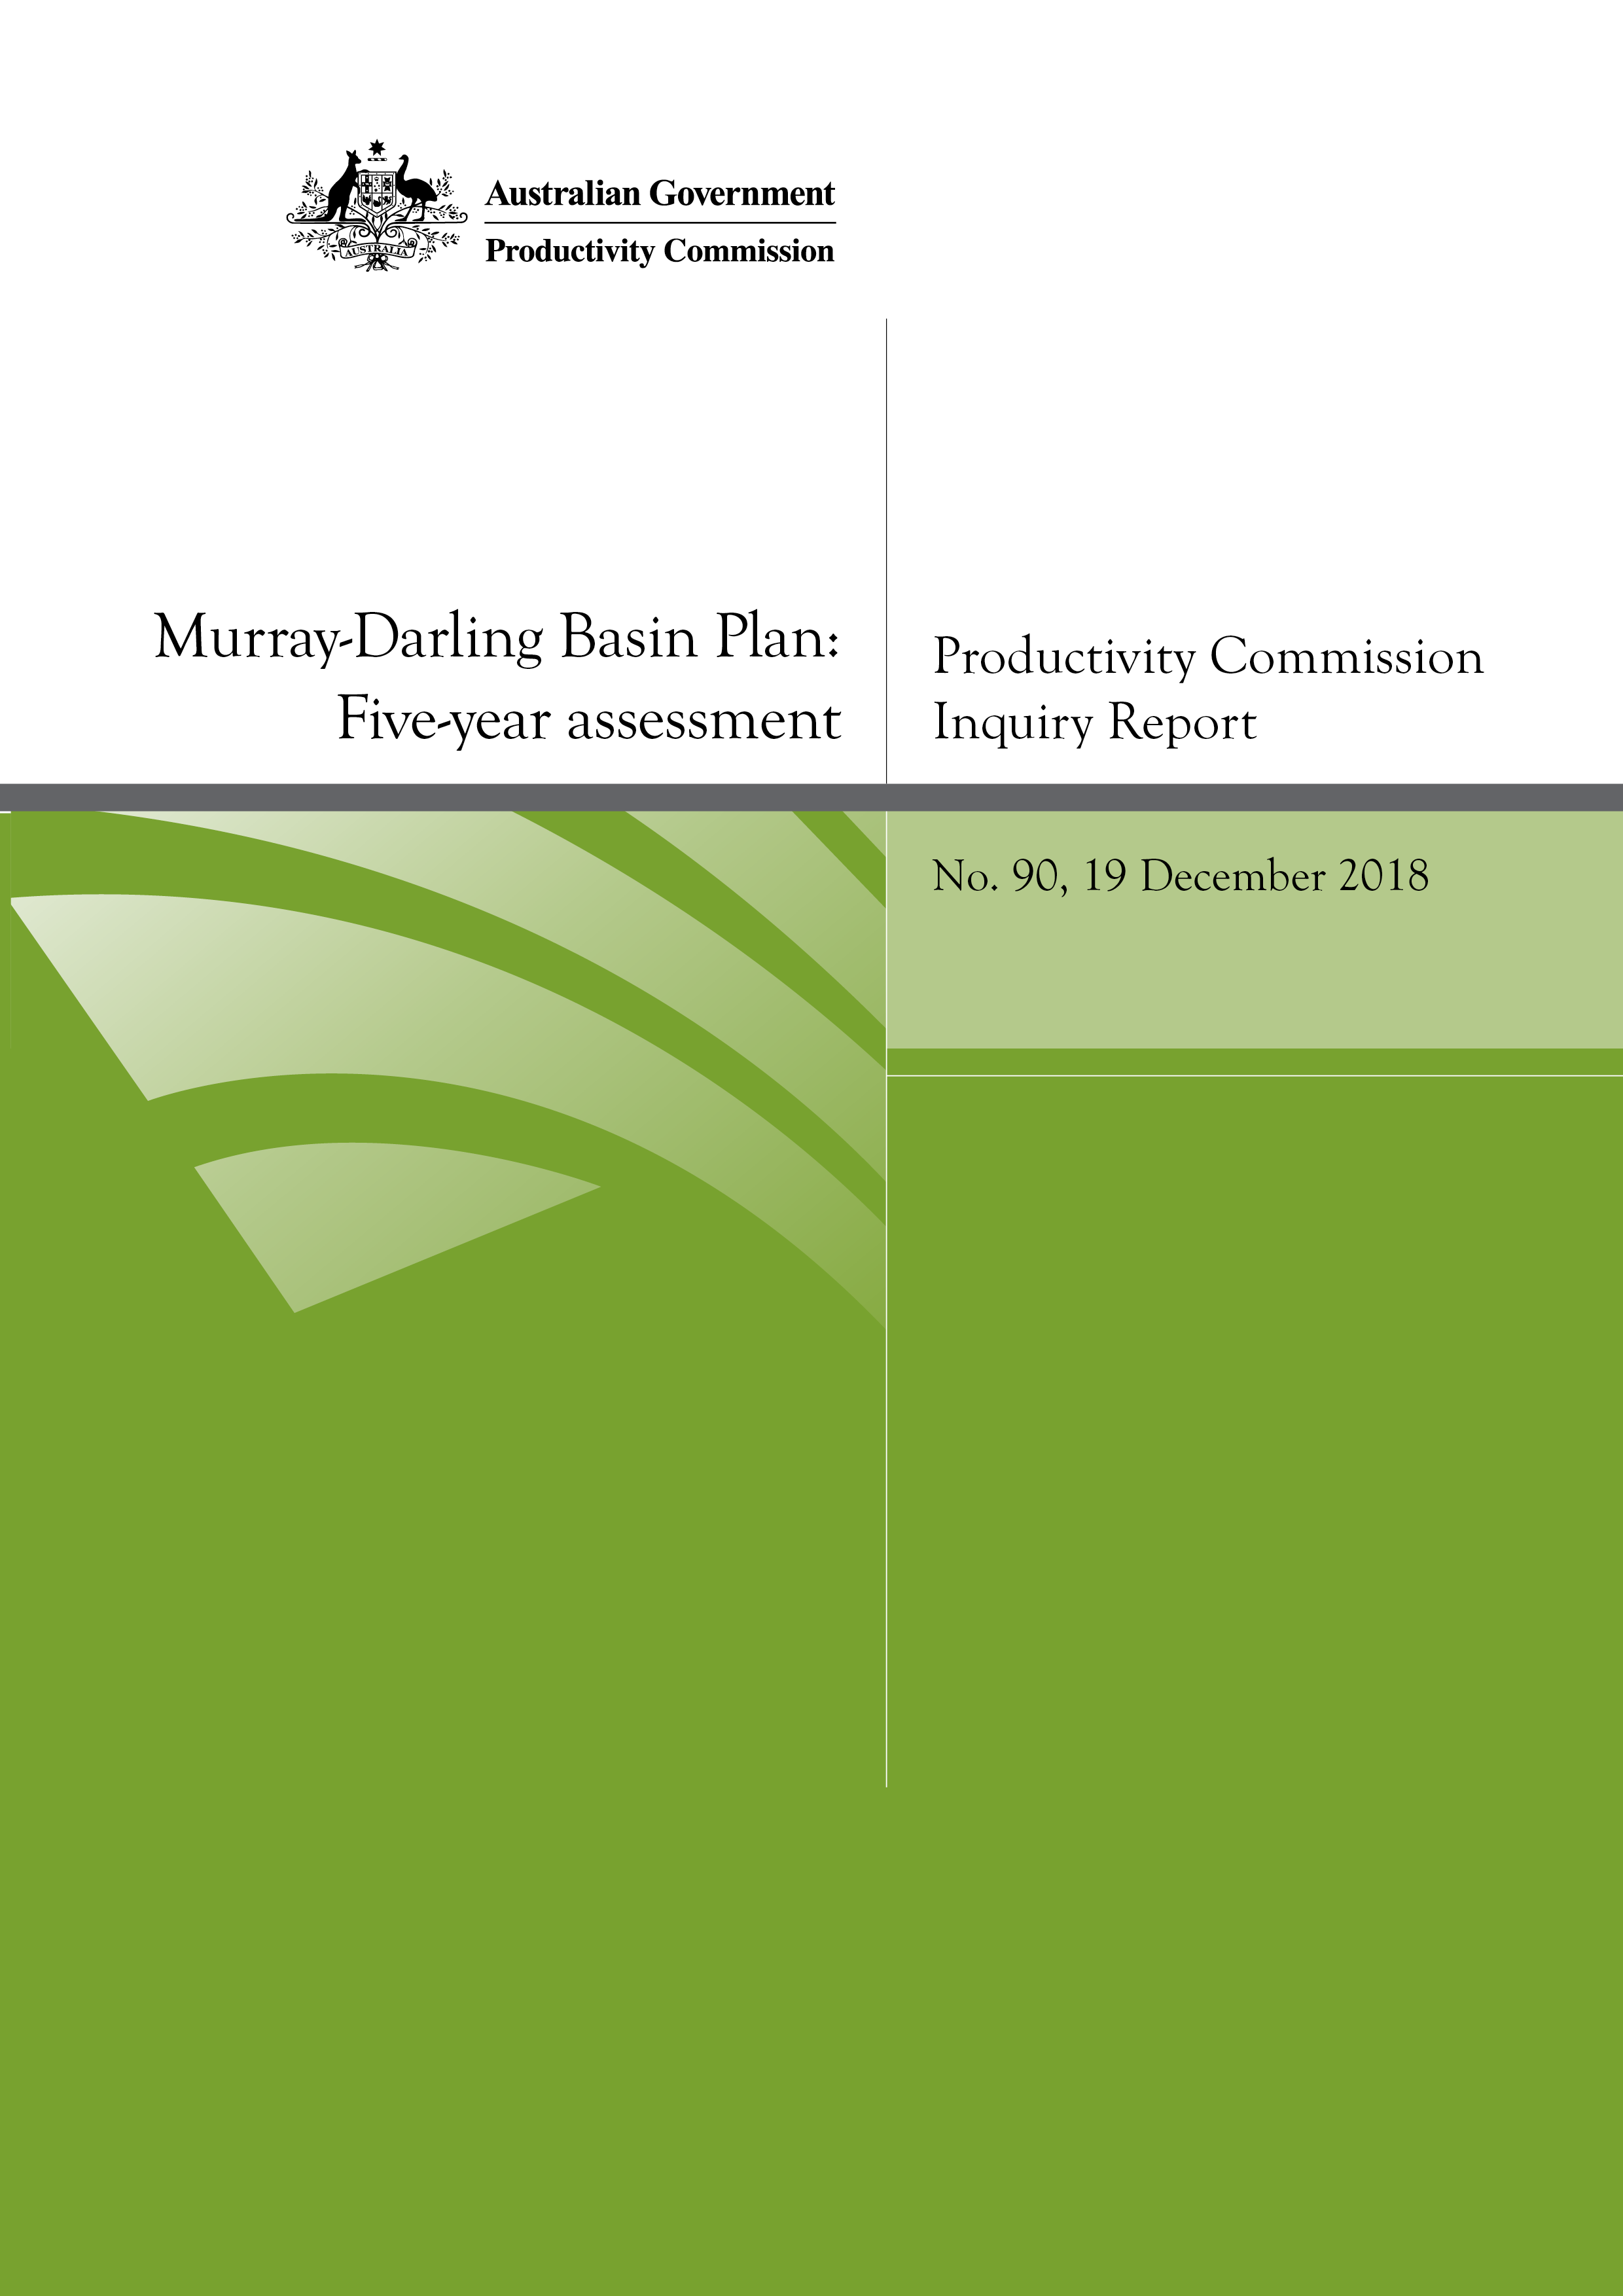 AUSTRALIA
Australian Government
Productivity Commission
Murray-Darling Basin Plan:
Five-year assessment
Productivity Commission
Inquiry Report
No. 90, 19 December 2018